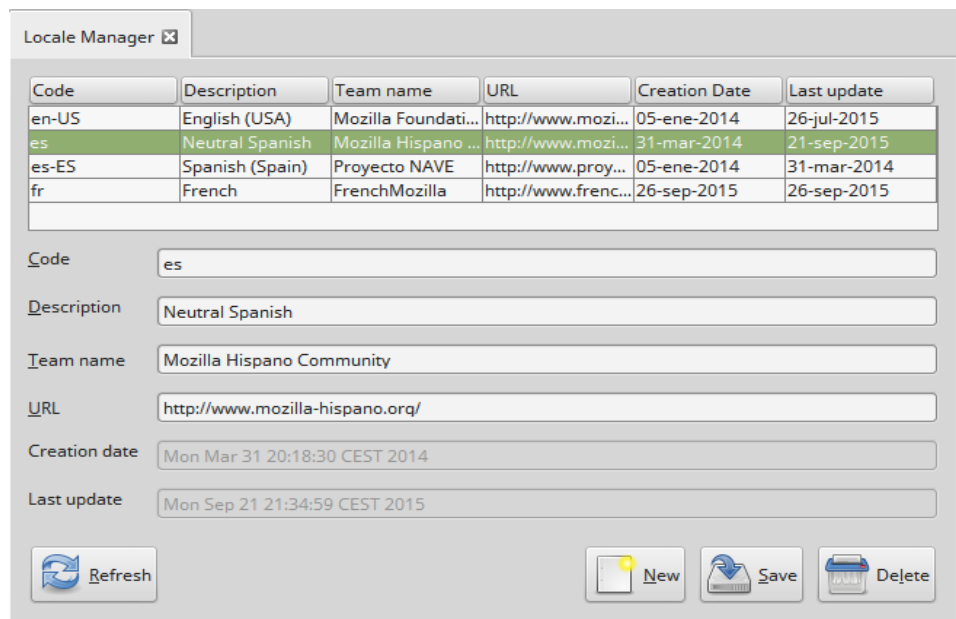 Locale Manager
Code Description Team name URL Creation Date Last update
en-US English (USA) Mozilla Foundati... http://www.mozi... 05-ene-2014 26-jul-2015
es Neutral Spanish Mozilla Hispano ... http://www.mozi... 31-mar-2014 21-sep-2015
es-ES Spanish (Spain) Proyecto NAVE http://www.proy... 05-ene-2014 31-mar-2014
fr French FrenchMozilla http://www.frenc... 26-sep-2015 26-sep-2015
Code es
Description Neutral Spanish
Team name Mozilla Hispano Community
URL http://www.mozilla-hispano.org/
Creation date Mon Mar 31 20:18:30 CEST 2014
Last update Mon Sep 21 21:34:59 CEST 2015
Refresh New Save Delete